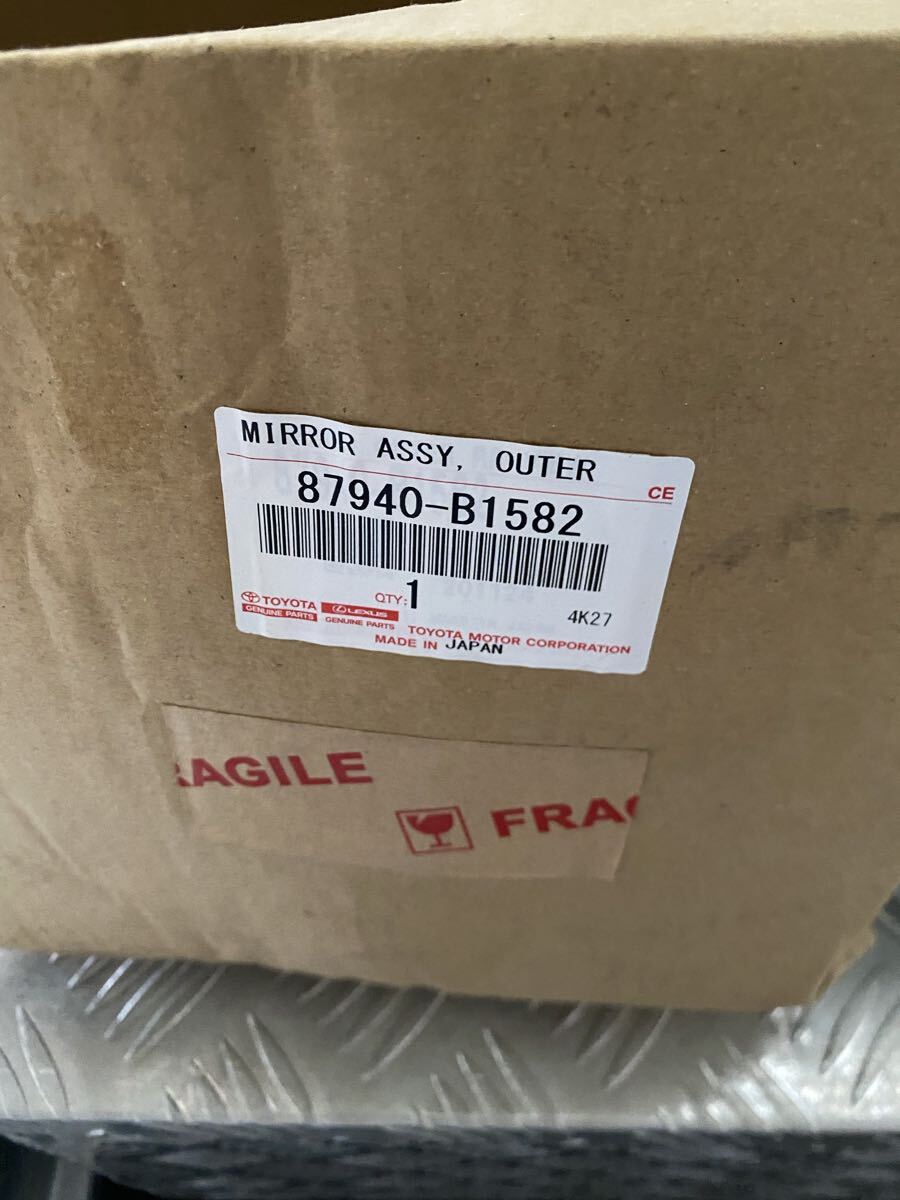 MIRROR ASSY, OUTER
CE
87940-B1582
QTY: 1
4K27
TOYOTA
GENUINE PARTS
LEXUS
GENUINE PARTS
TOYOTA MOTOR CORPORATION
MADE IN JAPAN
RAGILE
FRAG